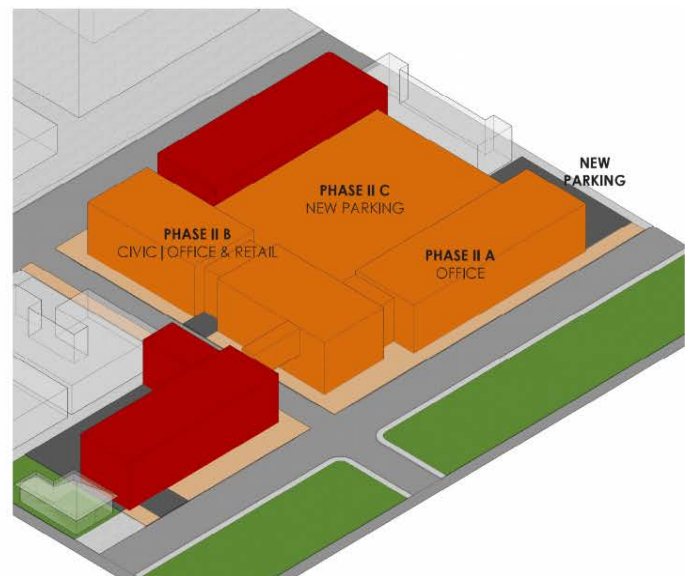 NEW
PARKING
PHASE II C
NEW PARKING
PHASE II B
CIVIC | OFFICE & RETAIL
PHASE II A
OFFICE